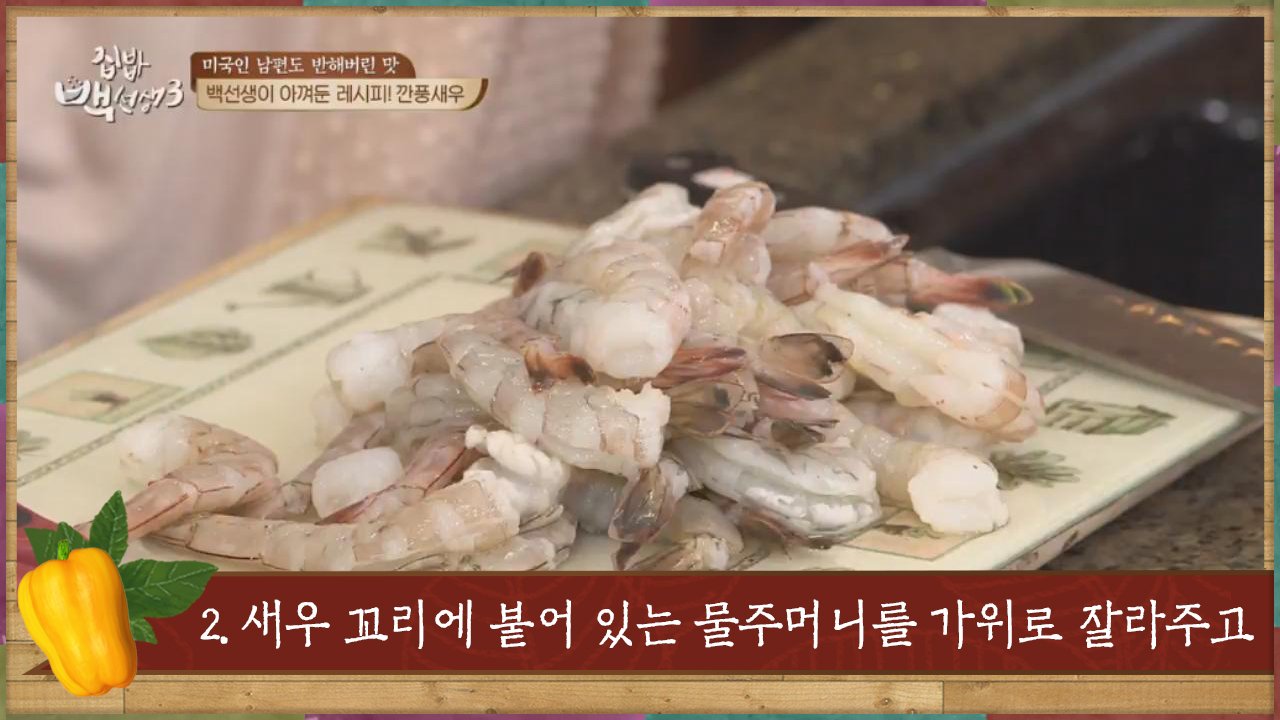 집밥
백선생3
미국인 남편도 반해버린 맛
백선생이 아껴둔 레시피! 깐풍새우
2. 새우 꼬리에 붙어 있는 물주머니를 가위로 잘라주고